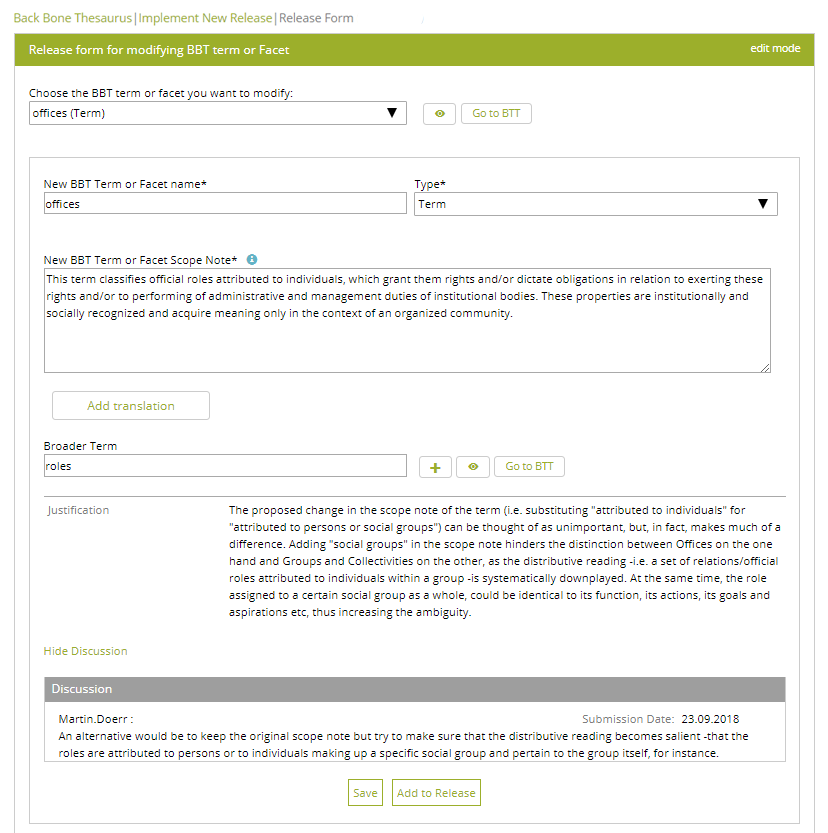 Back Bone Thesaurus|Implement New Release|Release Form
Release form for modifying BBT term or Facet
edit mode
Choose the BBT term or facet you want to modify:
offices (Term)
Go to BTT
New BBT Term or Facet name*
Type*
offices
Term
New BBT Term or Facet Scope Note*
This term classifies official roles attributed to individuals, which grant them rights and/or dictate obligations in relation to exerting these
rights and/or to performing of administrative and management duties of institutional bodies. These properties are institutionally and
socially recognized and acquire meaning only in the context of an organized community.
Add translation
Broader Term
roles
Go to BTT
Justification
The proposed change in the scope note of the term (i.e. substituting "attributed to individuals" for
"attributed to persons or social groups") can be thought of as unimportant, but, in fact, makes much of a
difference. Adding "social groups" in the scope note hinders the distinction between Offices on the one
hand and Groups and Collectivities on the other, as the distributive reading -i.e. a set of relations/official
roles attributed to individuals within a group -is systematically downplayed. At the same time, the role
assigned to a certain social group as a whole, could be identical to its function, its actions, its goals and
aspirations etc, thus increasing the ambiguity.
Hide Discussion
Discussion
Martin.Doerr :
Submission Date: 23.09.2018
An alternative would be to keep the original scope note but try to make sure that the distributive reading becomes salient -that the
roles are attributed to persons or to individuals making up a specific social group and pertain to the group itself, for instance.
Save
Add to Release